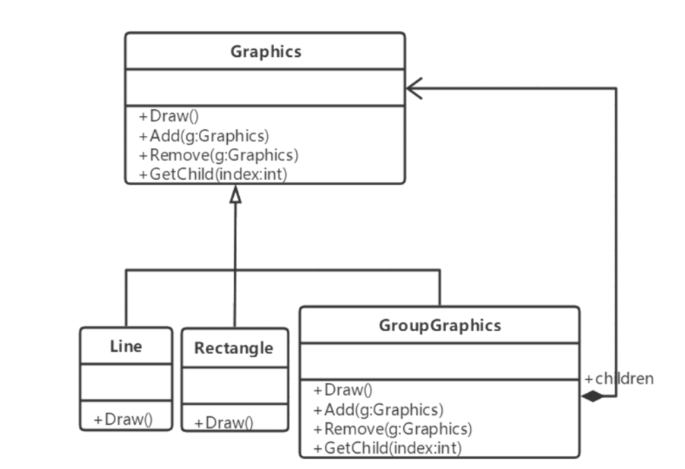 Graphics
+Draw()
+Add(g:Graphics)
+Remove(g:Graphics)
+GetChild(index:int)
Line
+Draw()
Rectangle
+Draw()
GroupGraphics
+Draw()
+Add(g:Graphics)
+Remove(g:Graphics)
+GetChild(index:int)
+children